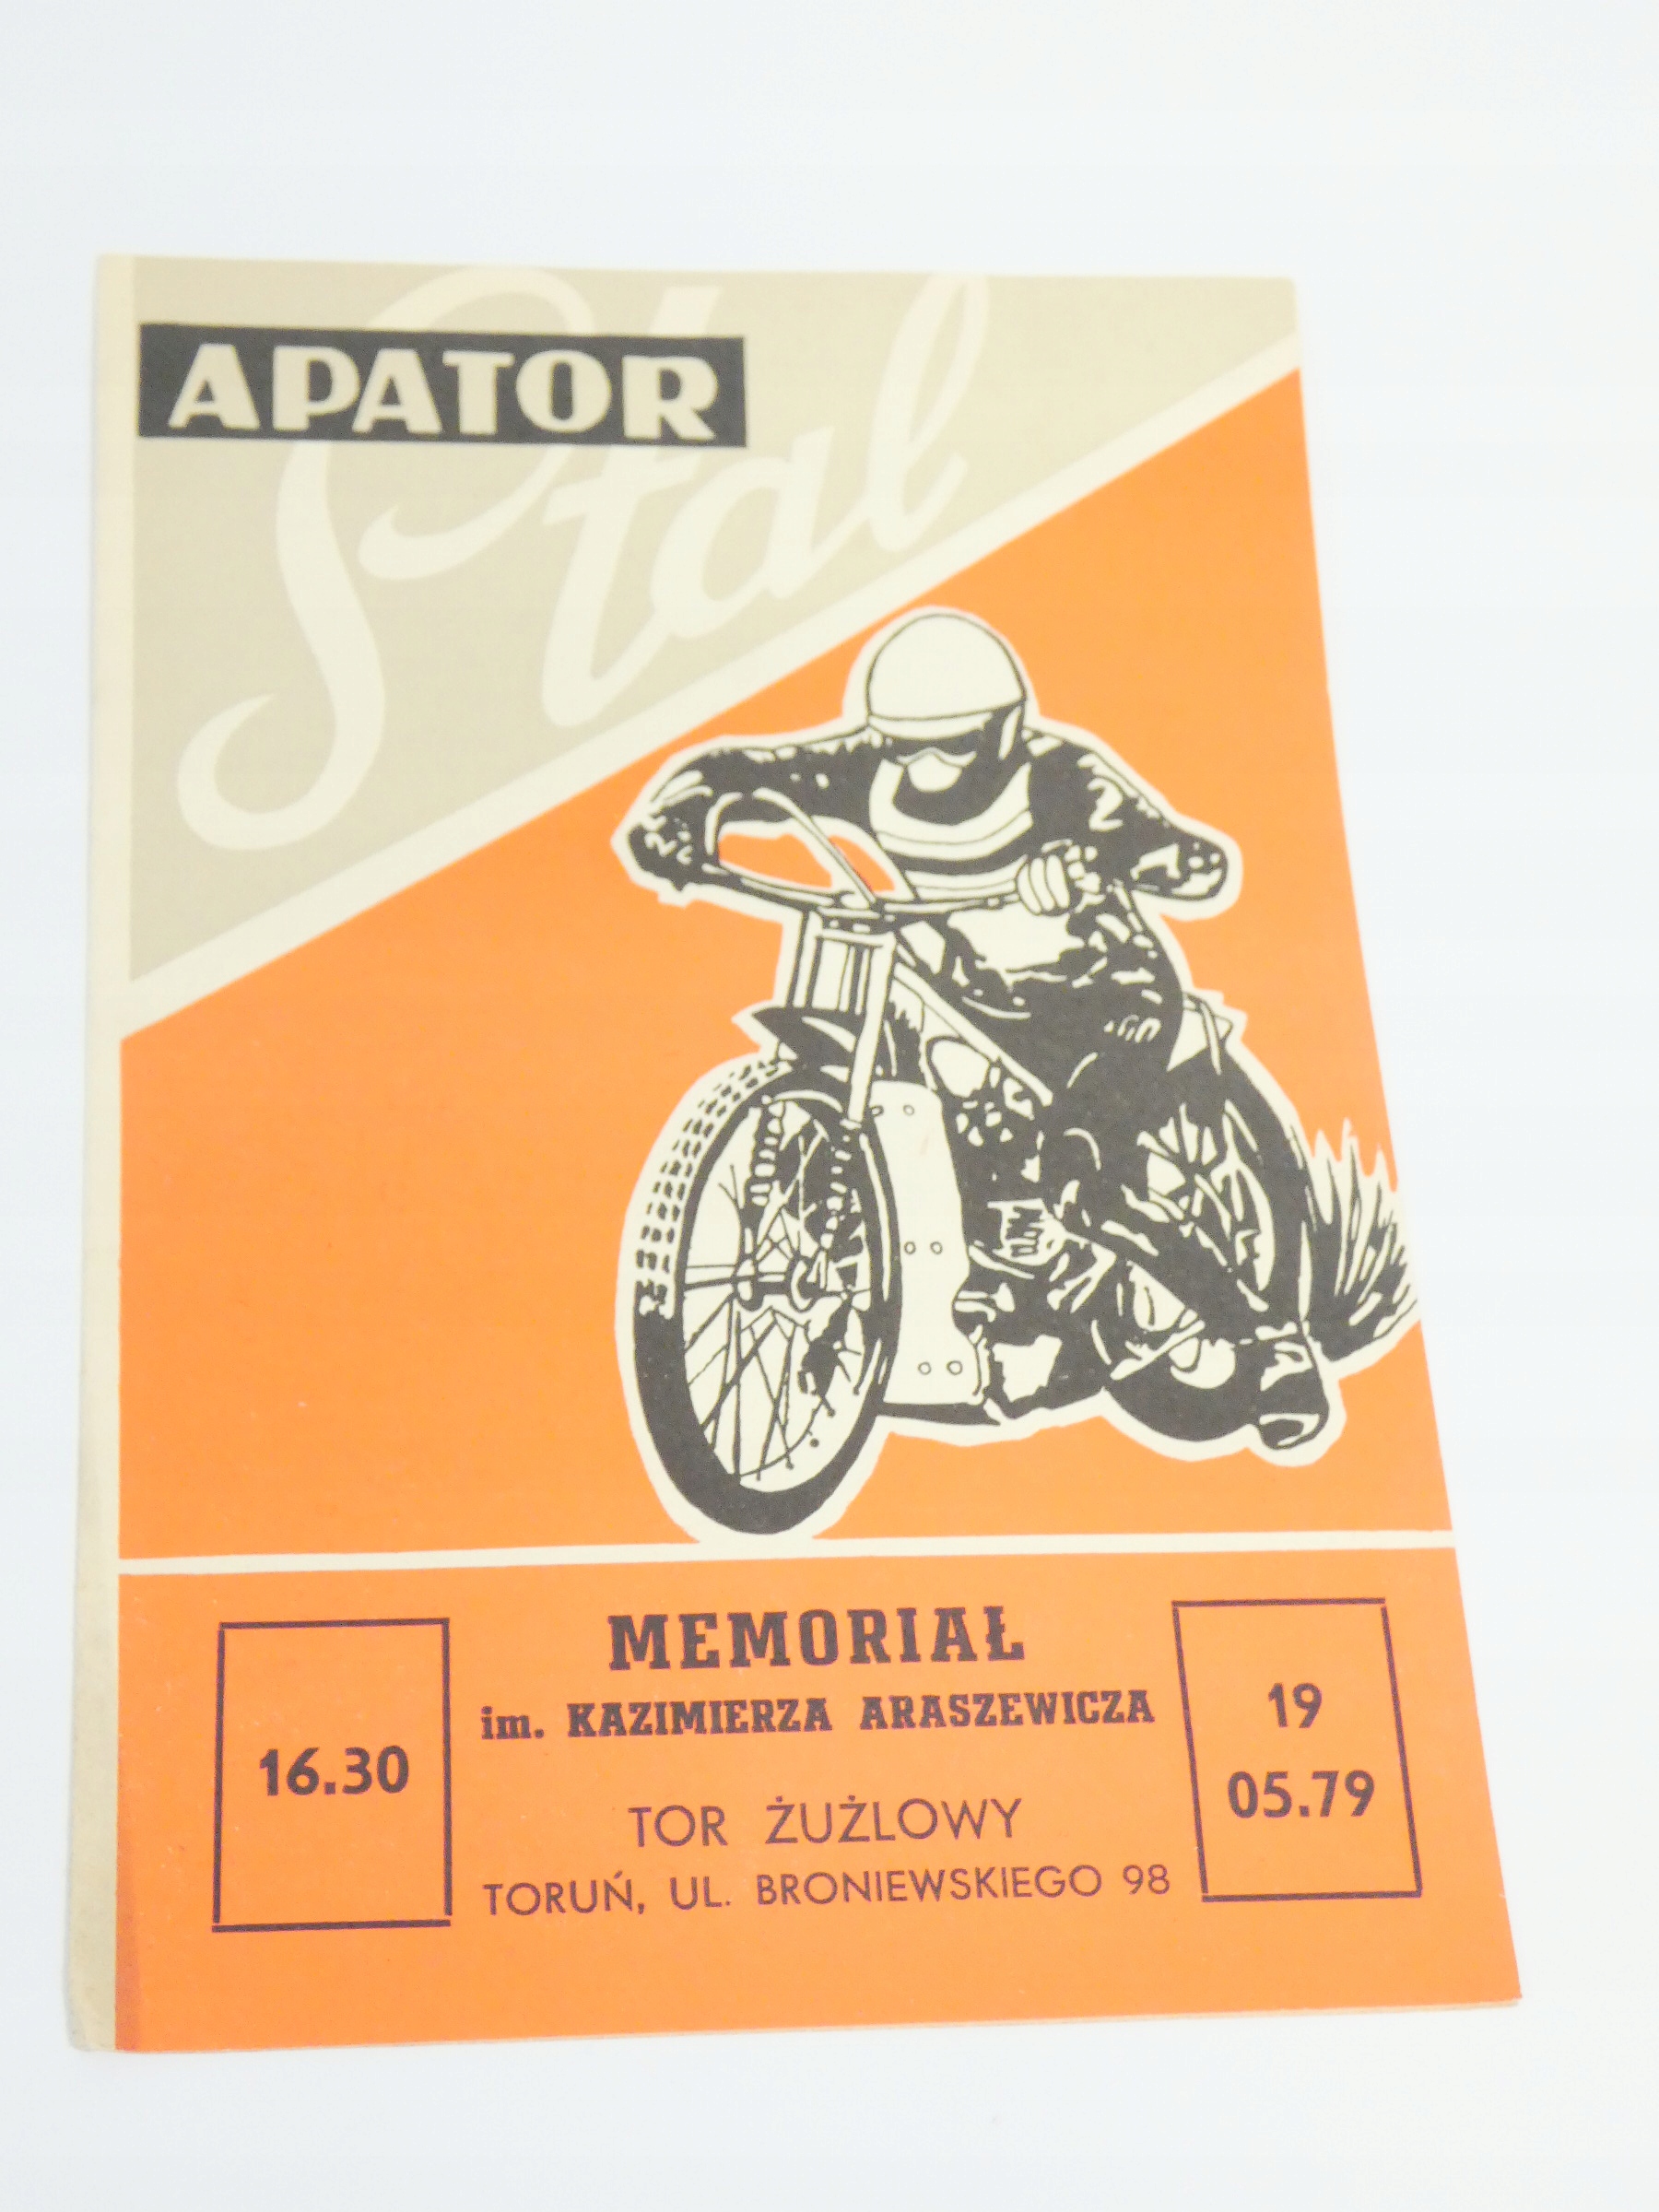 APATOR
Stal
MEMORIAŁ
im. KAZIMIERZA ARASZEWICZA
16.30
19
05.79
TOR ŻUŻLOWY
TORUŃ, UL. BRONIEWSKIEGO 98